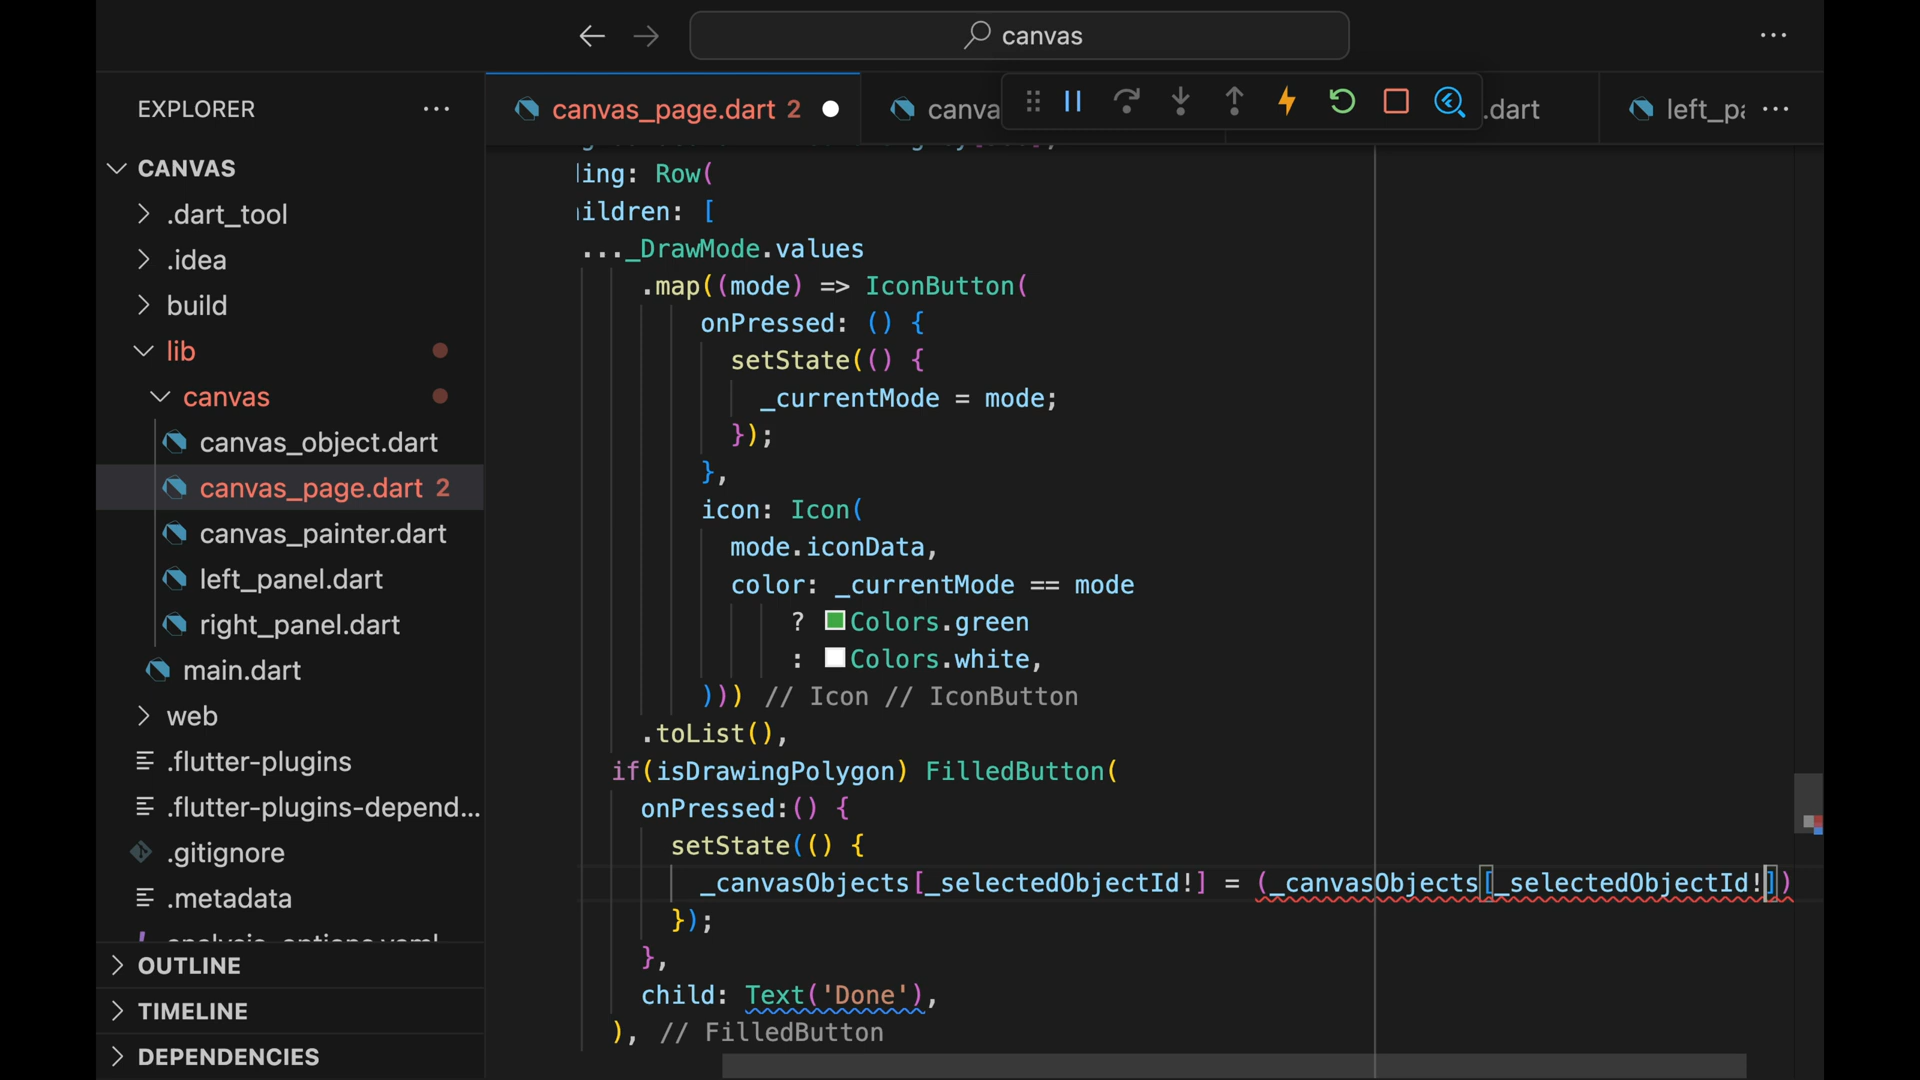 canvas
EXPLORER
CANVAS
.dart_tool
.idea
build
lib
canvas
canvas_object.dart
canvas_page.dart 2
canvas_painter.dart
left_panel.dart
right_panel.dart
main.dart
web
.flutter-plugins
.flutter-plugins-depend...
.gitignore
.metadata
OUTLINE
TIMELINE
DEPENDENCIES
canvas_page.dart 2
canva
.dart
left_pa
ing: Row(
ildren: [
..._DrawMode.values
.map((mode) => IconButton(
onPressed: () {
setState(() {
_currentMode = mode;
});
},
icon: Icon(
mode.iconData,
color: _currentMode == mode
? Colors.green
: Colors.white,
))) // Icon // IconButton
.toList(),
if(isDrawingPolygon) FilledButton(
onPressed:() {
setState(() {
_canvasObjects[_selectedObjectId!] = (_canvasObjects[_selectedObjectId!])
});
},
child: Text('Done'),
), // FilledButton